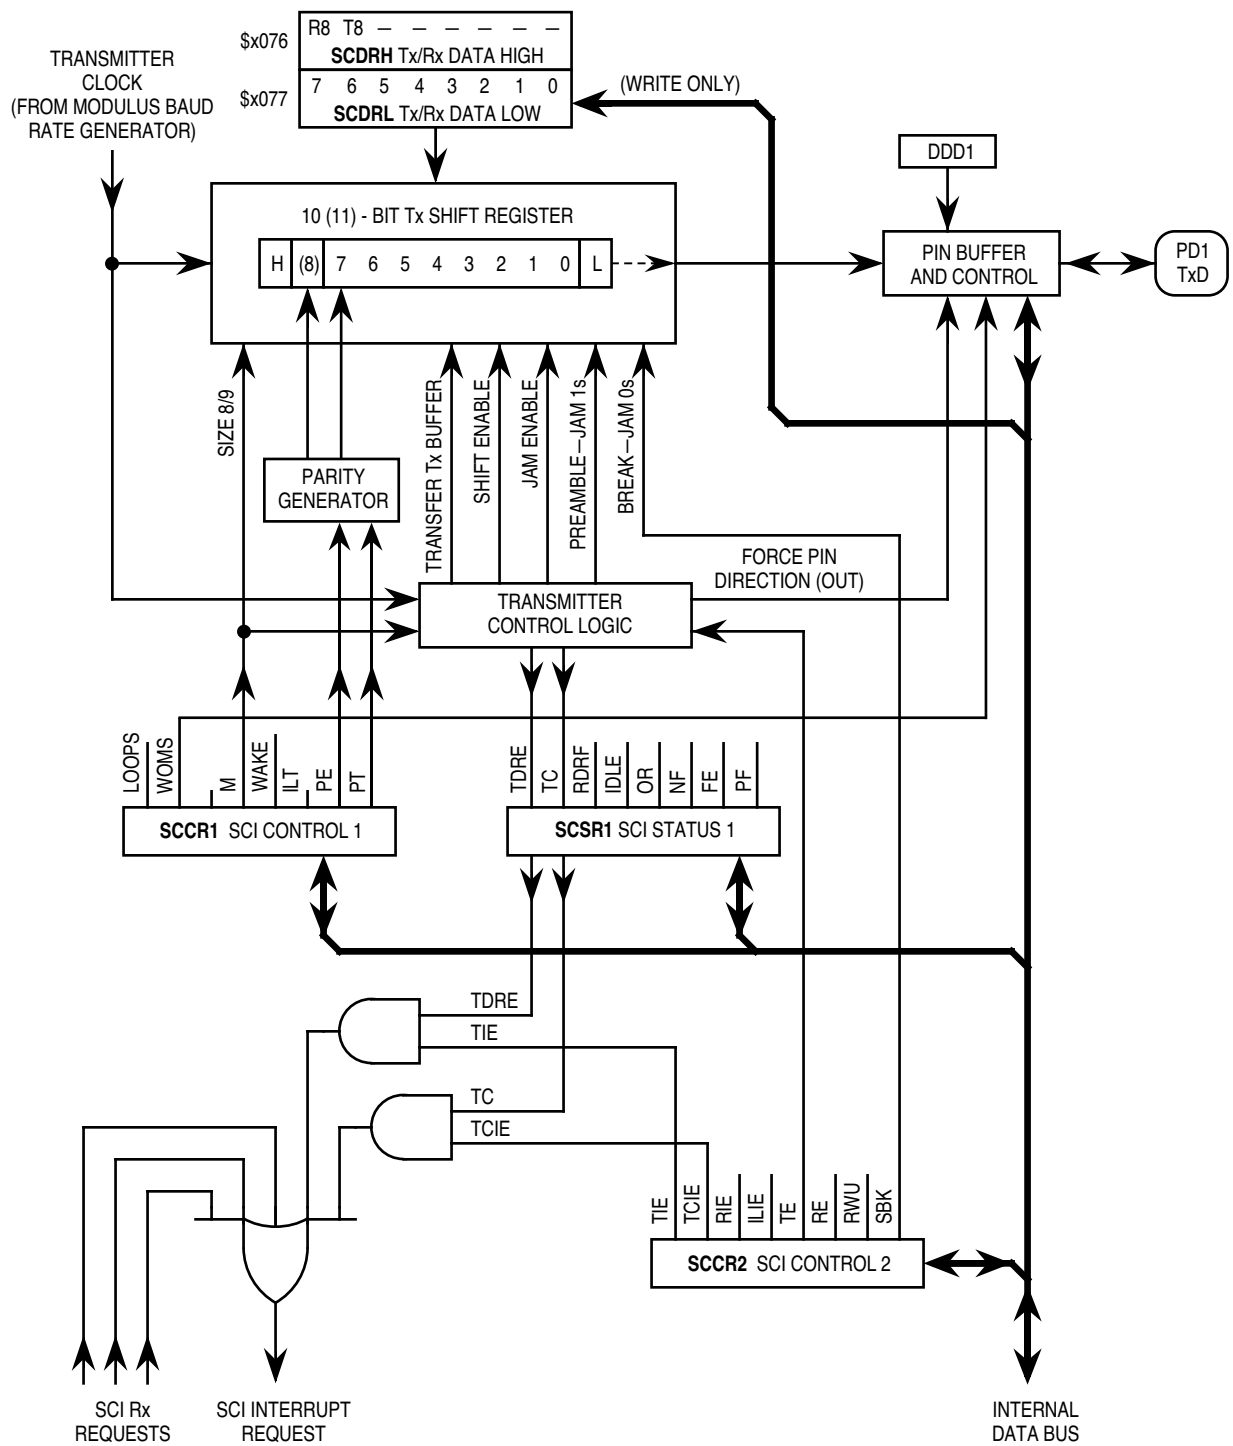 R8 T8 – – – – – –
$x076
SCDRH Tx/Rx DATA HIGH
7 6 5 4 3 2 1 0
$x077
SCDRL Tx/Rx DATA LOW
(WRITE ONLY)
TRANSMITTER
CLOCK
(FROM MODULUS BAUD
RATE GENERATOR)
DDD1
10 (11) - BIT Tx SHIFT REGISTER
H (8) 7 6 5 4 3 2 1 0 L
PIN BUFFER
AND CONTROL
PD1
TxD
SIZE 8/9
PARITY
GENERATOR
TRANSFER Tx BUFFER
SHIFT ENABLE
JAM ENABLE
PREAMBLE—JAM 1s
BREAK—JAM 0s
FORCE PIN
DIRECTION (OUT)
TRANSMITTER
CONTROL LOGIC
LOOPS
WOMS
M
WAKE
ILT
PE
PT
SCCR1 SCI CONTROL 1
TDRE
TC
RDRF
IDLE
OR
NF
FE
PF
SCSR1 SCI STATUS 1
TDRE
TIE
TC
TCIE
TIE
TCIE
RIE
ILIE
TE
RE
RWU
SBK
SCCR2 SCI CONTROL 2
SCI Rx
REQUESTS
SCI INTERRUPT
REQUEST
INTERNAL
DATA BUS